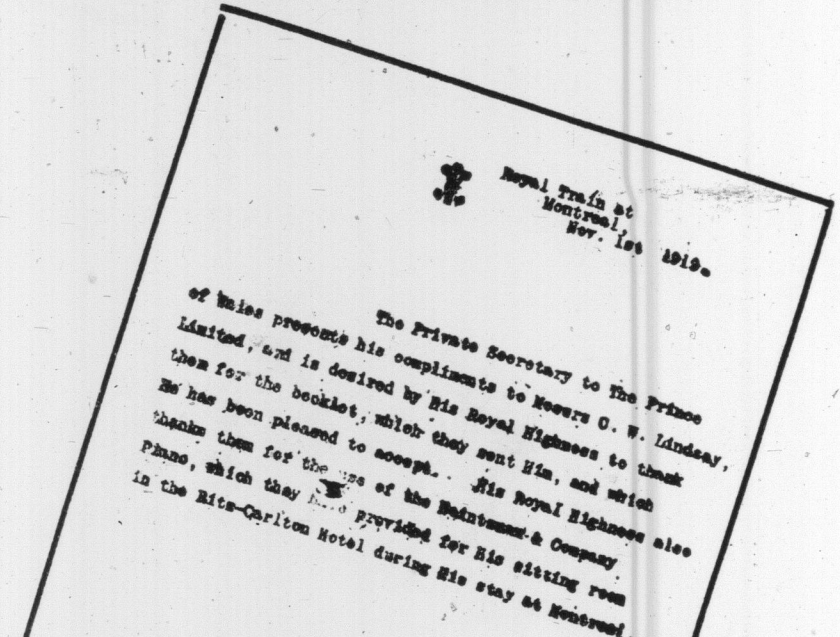 Royal Train at
Montreal,
Nov. 1st 1919.
The Private Secretary to The Prince
of Wales presents his compliments to Messrs C. W. Lindsay,
Limited, and is desired by His Royal Highness to thank
them for the booklet, which they sent Him, and which
He has been pleased to accept. His Royal Highness also
thanks them for the use of the Haintzman & Company
Piano, which they provided for His sitting room
in the Ritz-Carlton Hotel during His stay at Montreal